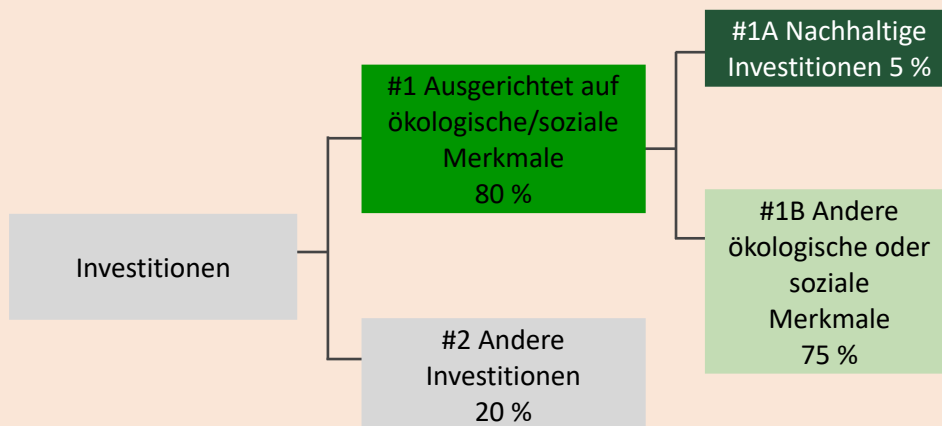 Investitionen
#1 Ausgerichtet auf
ökologische/soziale
Merkmale
80 %
#2 Andere
Investitionen
20 %
#1A Nachhaltige
Investitionen 5 %
#1B Andere
ökologische oder
soziale
Merkmale
75 %